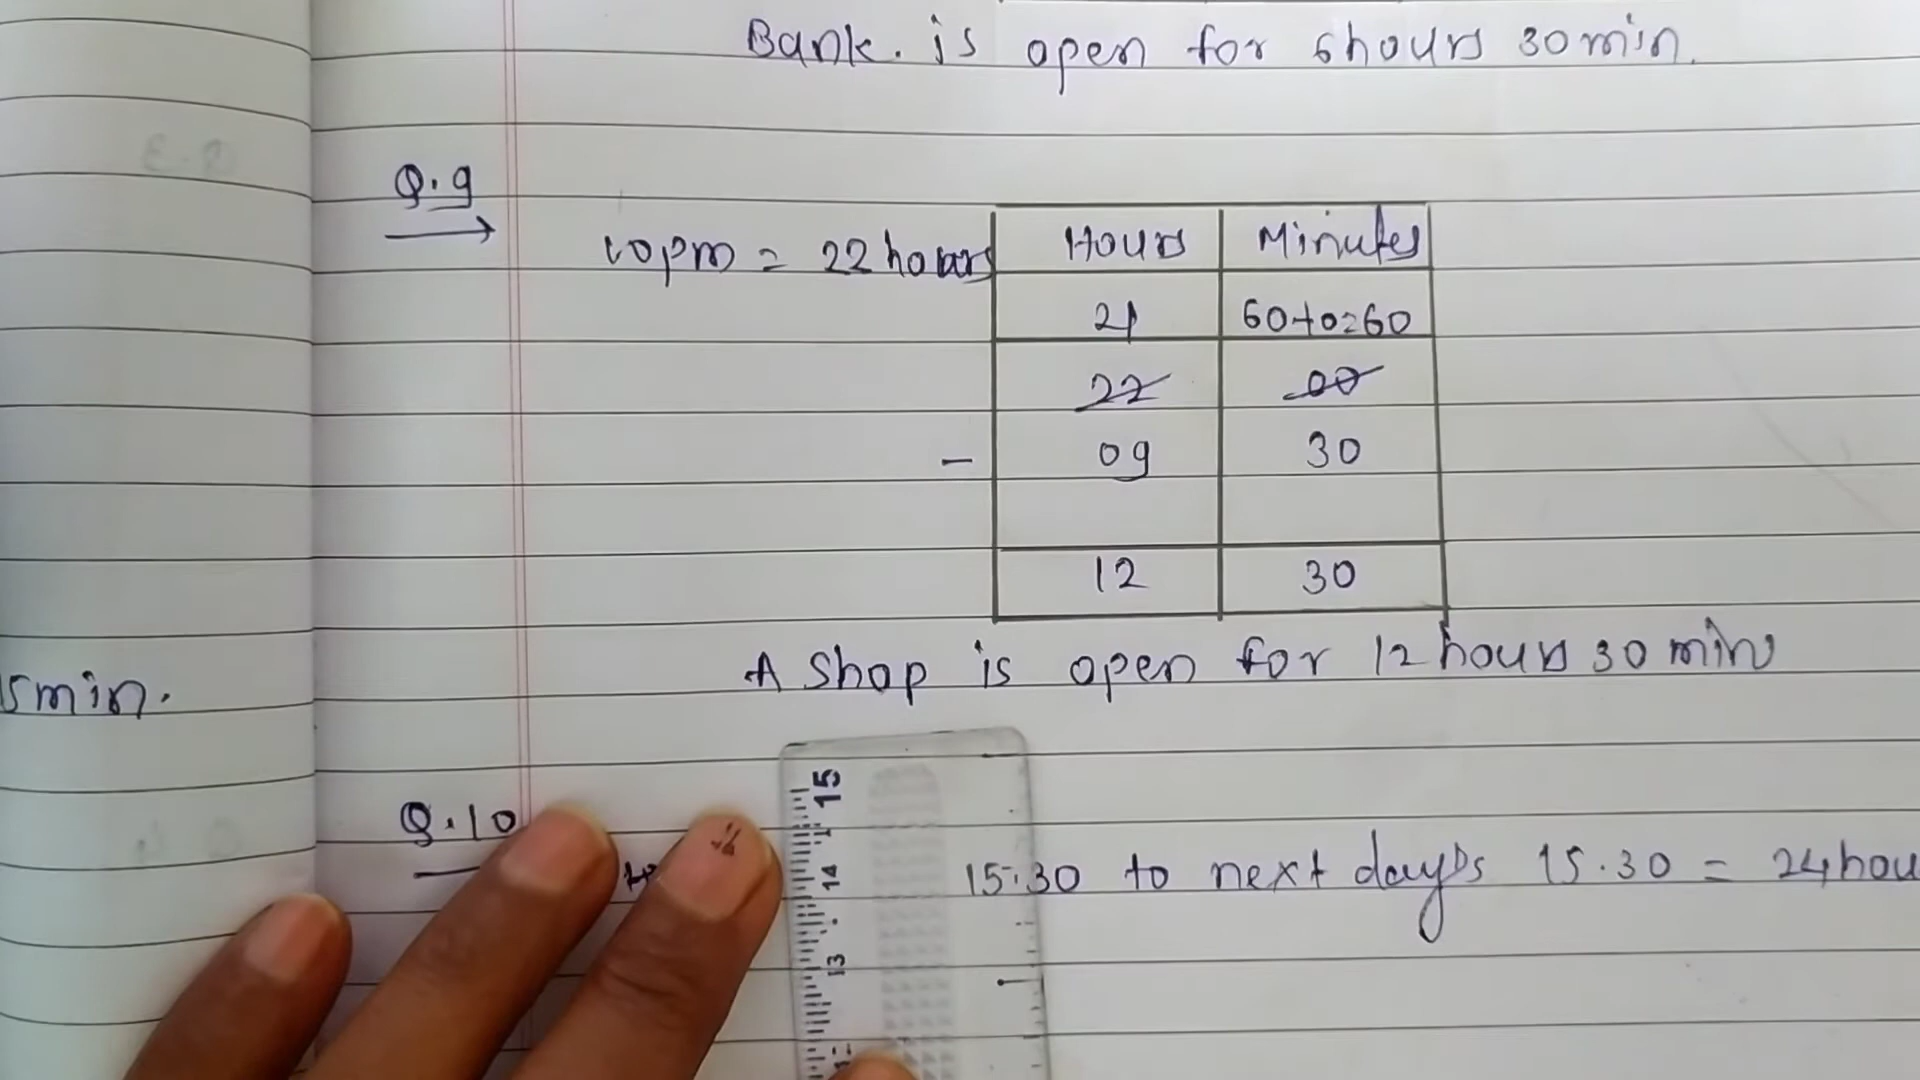 Bank. is open for 6 hours 30 min.
Q.9
10pm = 22 hours
Hours Minutes
21 60+0=60
22 00
- 09 30
12 30
A Shop is open for 12 hours 30 min
5 min.
Q.10
15:30 to next day's 15.30 = 24 hou
15
14
13